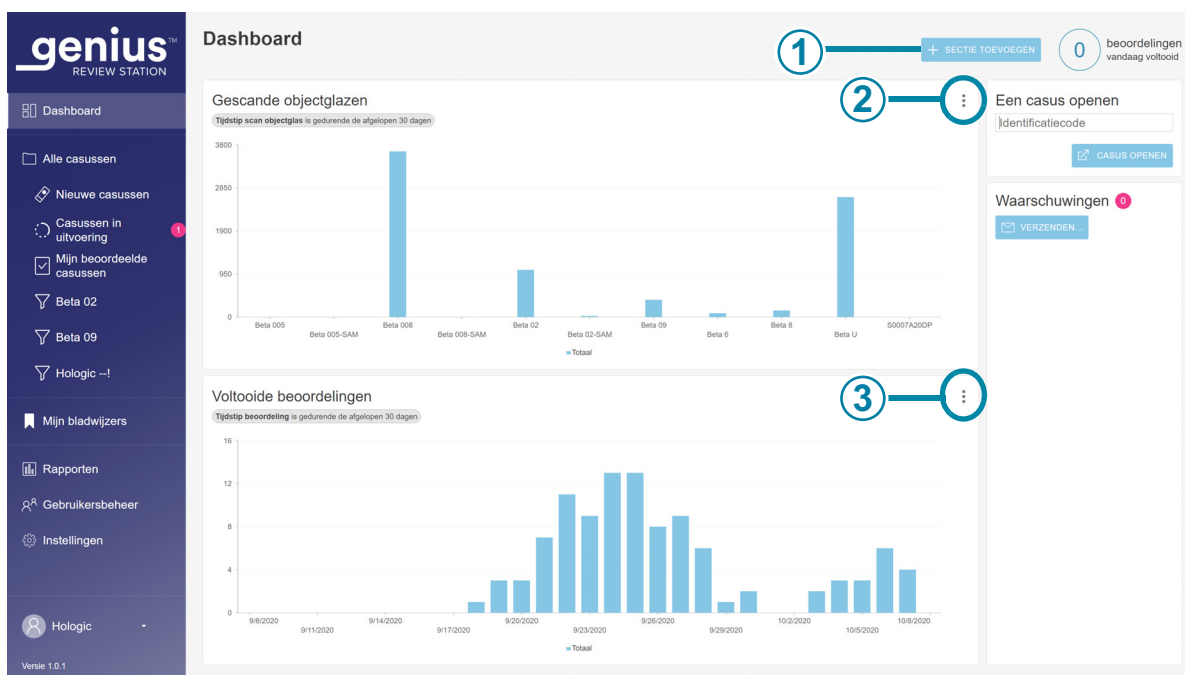 genius™
REVIEW STATION
Dashboard
Alle casussen
Nieuwe casussen
Casussen in
uitvoering
1
Mijn beoordeelde
casussen
Beta 02
Beta 09
Hologic --!
Mijn bladwijzers
Rapporten
Gebruikersbeheer
Instellingen
Hologic
Versie 1.0.1
Dashboard
1
+ SECTIE TOEVOEGEN
0
beoordelingen
vandaag voltooid
Gescande objectglazen
2
Tijdstip scan objectglas is gedurende de afgelopen 30 dagen
3800
2850
1900
950
0
Beta 005
Beta 005-SAM
Beta 008
Beta 008-SAM
Beta 02
Beta 02-SAM
Beta 09
Beta 6
Beta 8
Beta U
S0007A20DP
Totaal
Voltooide beoordelingen
3
Tijdstip beoordeling is gedurende de afgelopen 30 dagen
16
12
8
4
0
9/8/2020
9/11/2020
9/14/2020
9/17/2020
9/20/2020
9/23/2020
9/26/2020
9/29/2020
10/2/2020
10/5/2020
10/8/2020
Totaal
Een casus openen
Identificatiecode
CASUS OPENEN
Waarschuwingen 0
VERZENDEN...